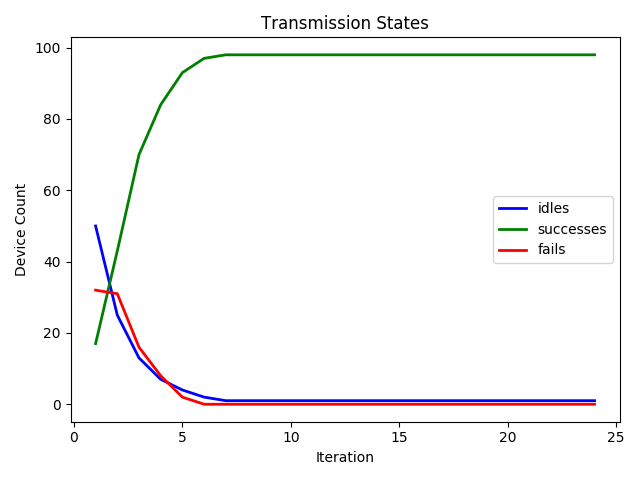 Transmission States
Device Count
100
80
60
40
20
0
idles
successes
fails
0 5 10 15 20 25
Iteration